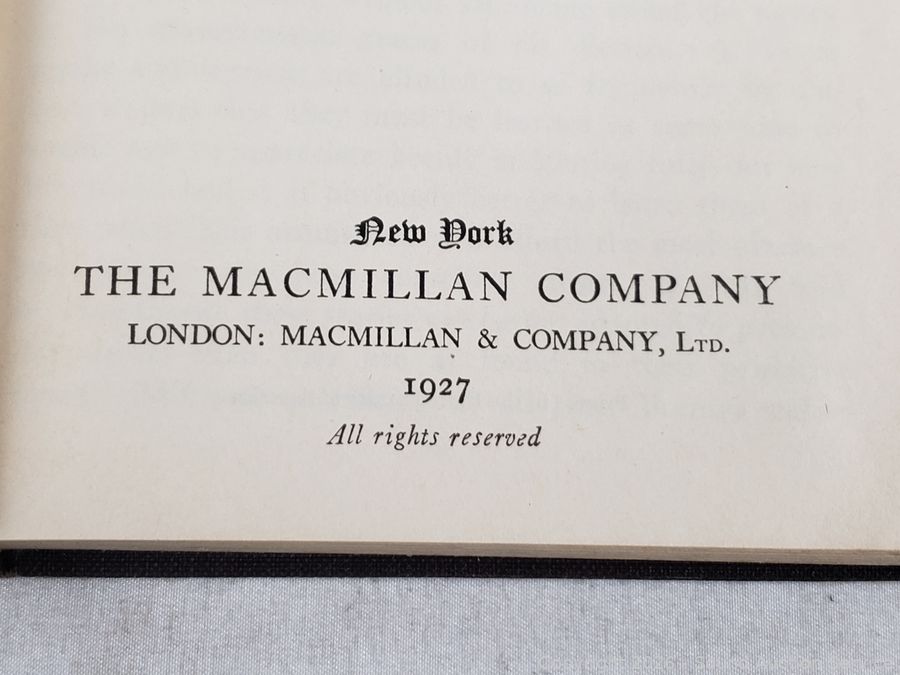 New York
THE MACMILLAN COMPANY
LONDON: MACMILLAN & COMPANY, LTD.
1927
All rights reserved